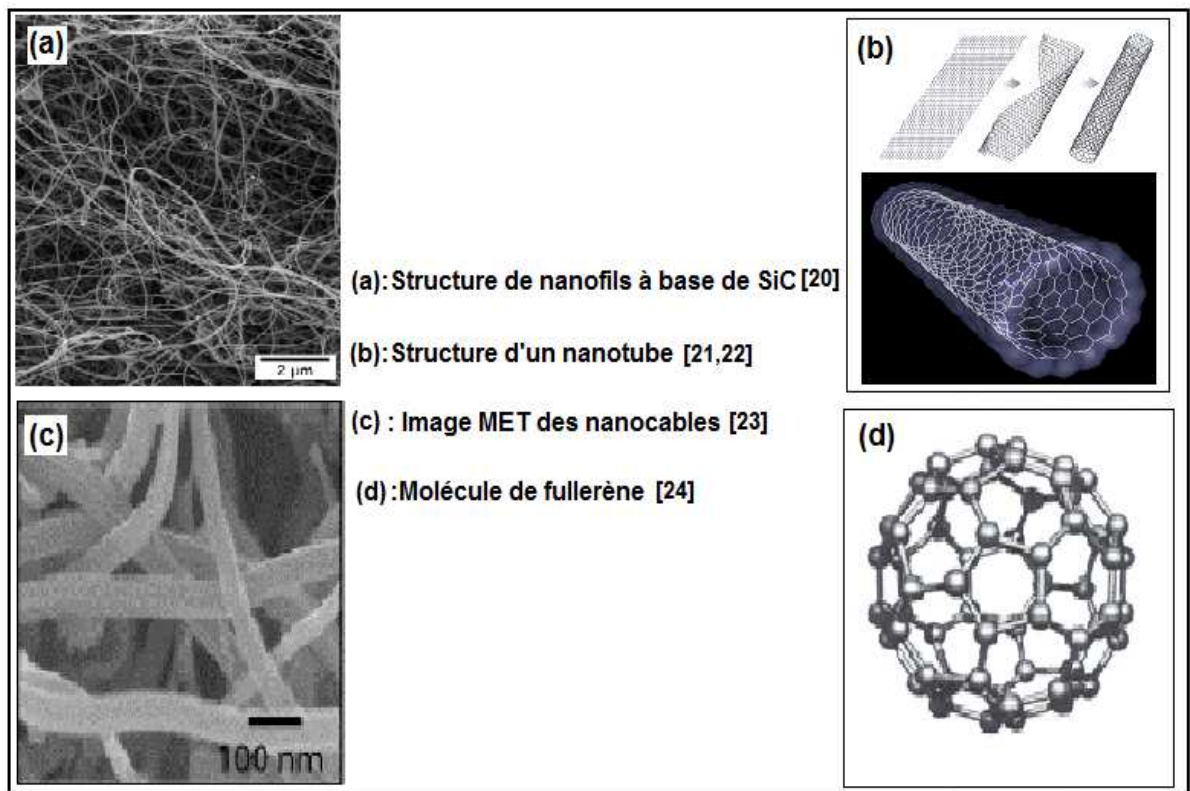 (a)
2 µm
(b)
(a):Structure de nanofils à base de SiC [20]
(b):Structure d'un nanotube [21,22]
(c) : Image MET des nanocables [23]
(d):Molécule de fullerène [24]
(c)
100 nm
(d)